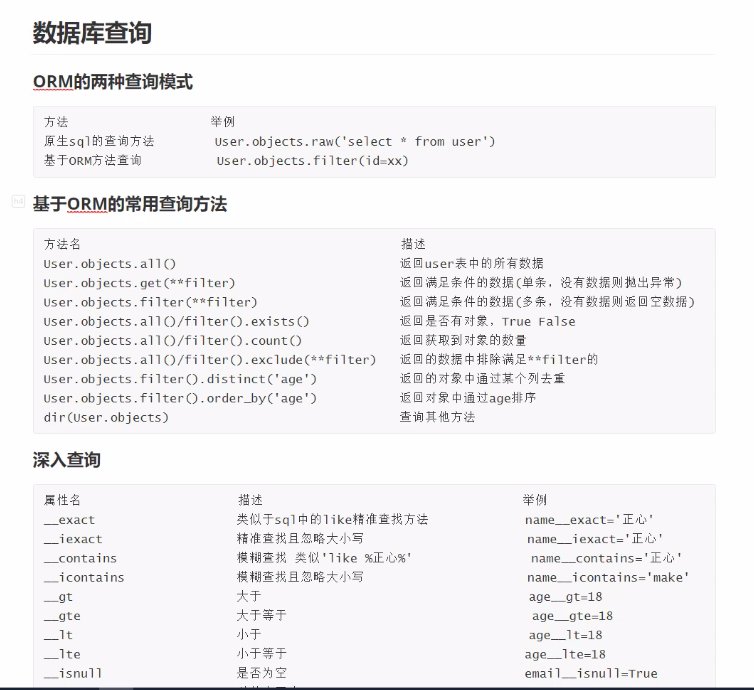 数据库查询
ORM的两种查询模式
方法 举例
原生sql的查询方法 User.objects.raw('select * from user')
基于ORM方法查询 User.objects.filter(id=xx)
基于ORM的常用查询方法
方法名 描述
User.objects.all() 返回user表中的所有数据
User.objects.get(**filter) 返回满足条件的数据(单条，没有数据则抛出异常)
User.objects.filter(**filter) 返回满足条件的数据(多条，没有数据则返回空数据)
User.objects.all()/filter().exists() 返回是否有对象，True False
User.objects.all()/filter().count() 返回获取到对象的数量
User.objects.all()/filter().exclude(**filter) 返回的数据中排除满足**filter的
User.objects.filter().distinct('age') 返回的对象中通过某个列去重
User.objects.filter().order_by('age') 返回对象中通过age排序
dir(User.objects) 查询其他方法
深入查询
属性名 描述 举例
__exact 类似于sql中的like精准查找方法 name__exact='正心'
__iexact 精准查找且忽略大小写 name__iexact='正心'
__contains 模糊查找 类似'like %正心%' name__contains='正心'
__icontains 模糊查找且忽略大小写 name__icontains='make'
__gt 大于 age__gt=18
__gte 大于等于 age__gte=18
__lt 小于 age__lt=18
__lte 小于等于 age__lte=18
__isnull 是否为空 email__isnull=True